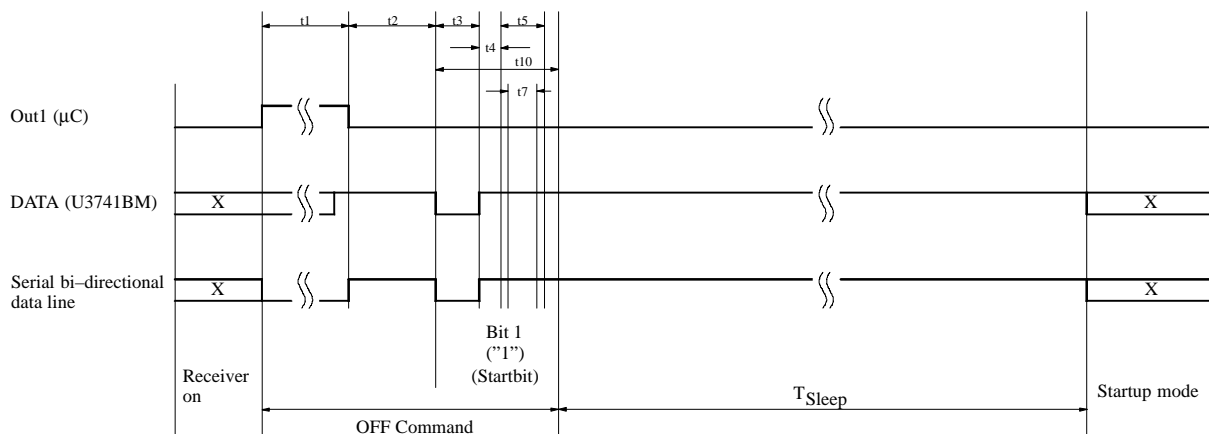 t1
t2
t3
t5
t4
t10
t7
Out1 (µC)
DATA (U3741BM)
X
X
Serial bi–directional
data line
X
X
Bit 1
(”1”)
(Startbit)
Receiver
on
TSleep
Startup mode
OFF Command